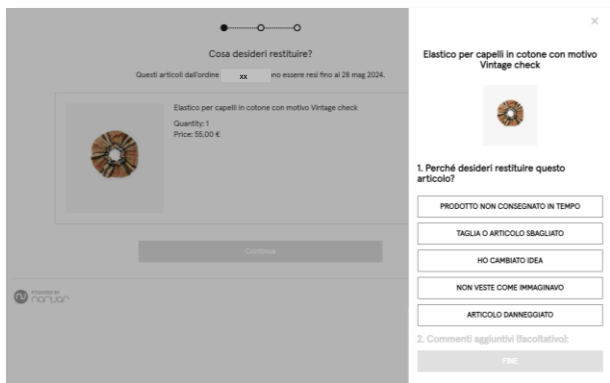 Cosa desideri restituire?
Questi articoli dall'ordine xx ono essere resi fino al 28 mag 2024.
Elastico per capelli in cotone con motivo Vintage check
Quantity: 1
Price: 55,00 €
Continua
POWERED BY
narvar
Elastico per capelli in cotone con motivo
Vintage check
1. Perché desideri restituire questo
articolo?
PRODOTTO NON CONSEGNATO IN TEMPO
TAGLIA O ARTICOLO SBAGLIATO
HO CAMBIATO IDEA
NON VESTE COME IMMAGINAVO
ARTICOLO DANNEGGIATO
2. Commenti aggiuntivi (facoltativo):
FINE